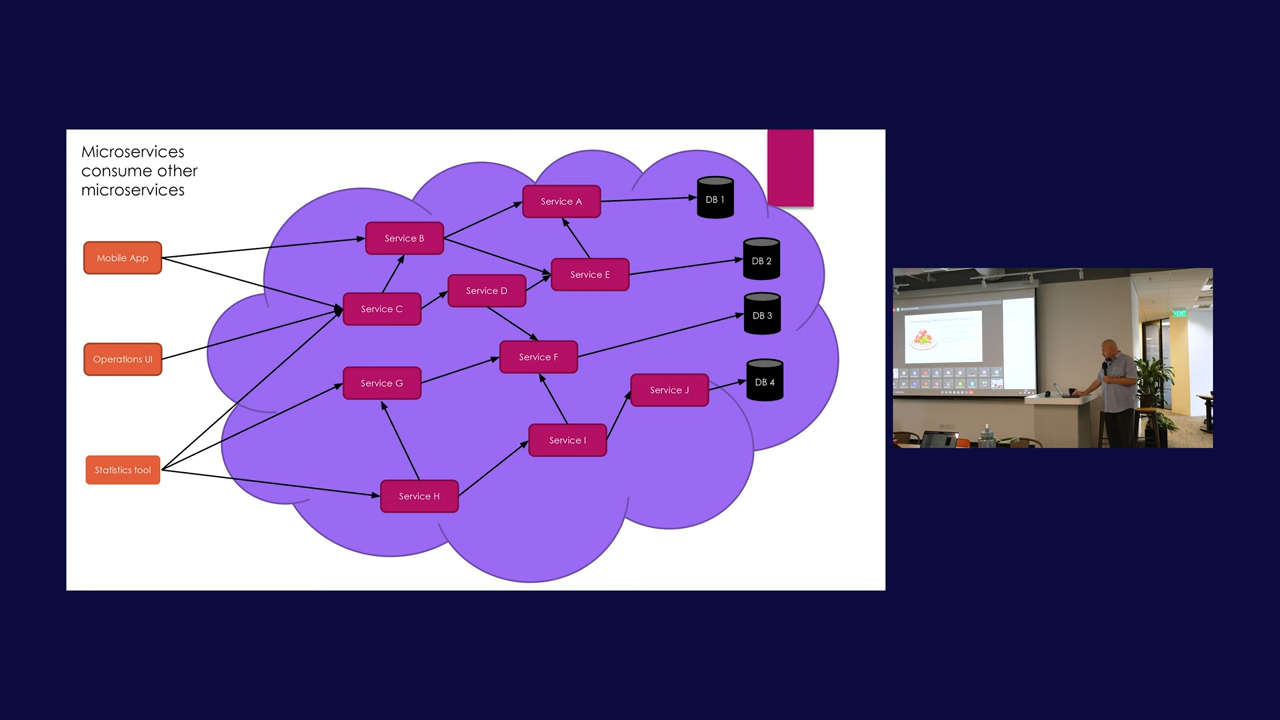 Microservices
consume other
microservices
Service A
DB 1
Service B
Mobile App
DB 2
Service E
Service D
Service C
DB 3
Operations UI
Service F
Service G
Service J
DB 4
Service I
Statistics tool
Service H
EXIT